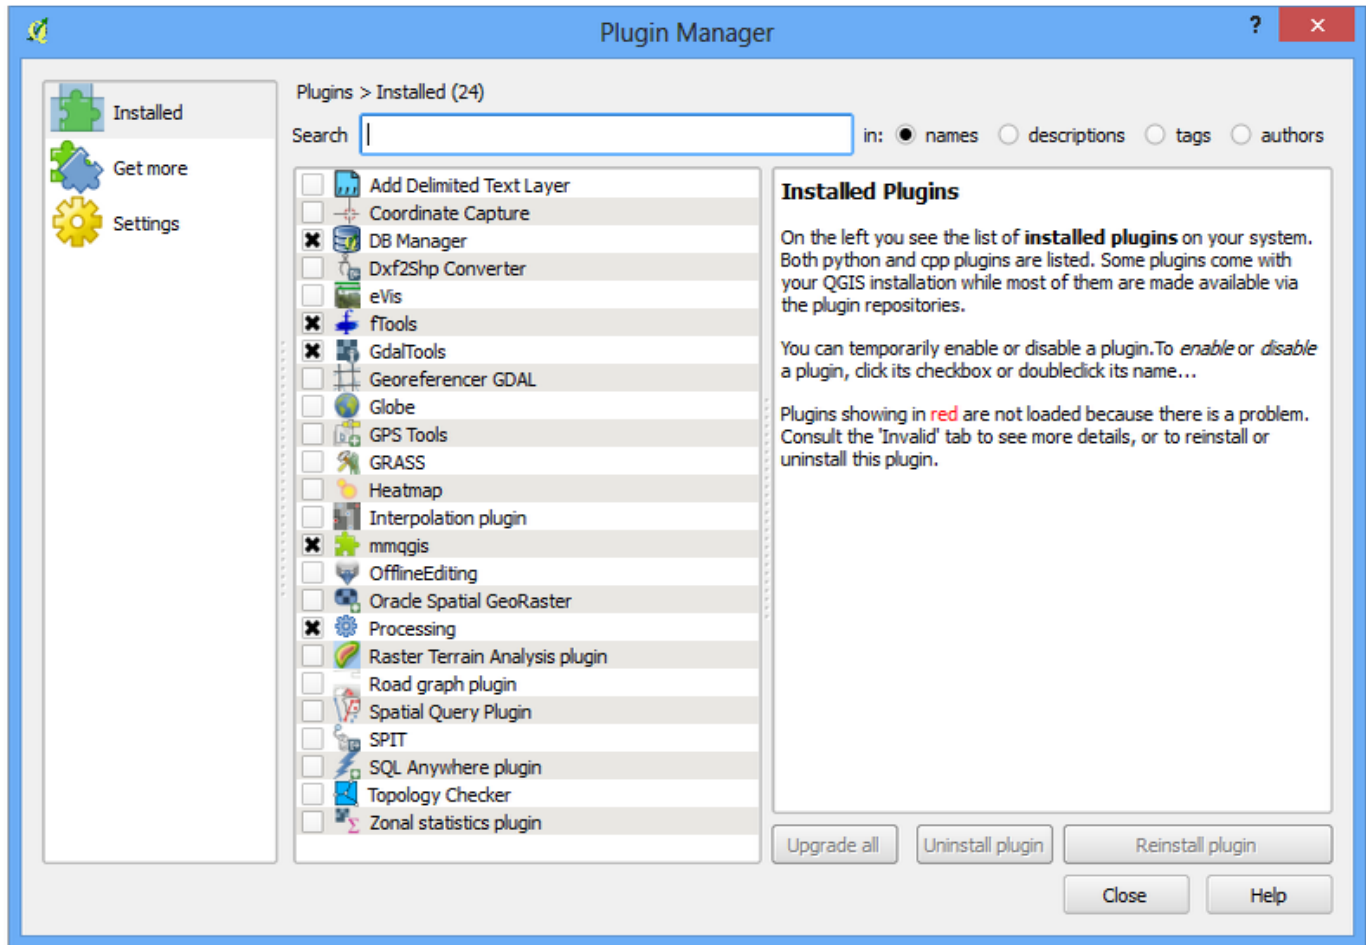 Plugin Manager
?
Installed
Get more
Settings
Plugins > Installed (24)
Search in: names descriptions tags authors
Add Delimited Text Layer
Coordinate Capture
DB Manager
Dxf2Shp Converter
eVis
fTools
GdalTools
Georeferencer GDAL
Globe
GPS Tools
GRASS
Heatmap
Interpolation plugin
mmqgis
OfflineEditing
Oracle Spatial GeoRaster
Processing
Raster Terrain Analysis plugin
Road graph plugin
Spatial Query Plugin
SPIT
SQL Anywhere plugin
Topology Checker
Zonal statistics plugin
Installed Plugins
On the left you see the list of installed plugins on your system.
Both python and cpp plugins are listed. Some plugins come with
your QGIS installation while most of them are made available via
the plugin repositories.
You can temporarily enable or disable a plugin.To enable or disable
a plugin, click its checkbox or doubleclick its name...
Plugins showing in red are not loaded because there is a problem.
Consult the 'Invalid' tab to see more details, or to reinstall or
uninstall this plugin.
Upgrade all
Uninstall plugin
Reinstall plugin
Close
Help